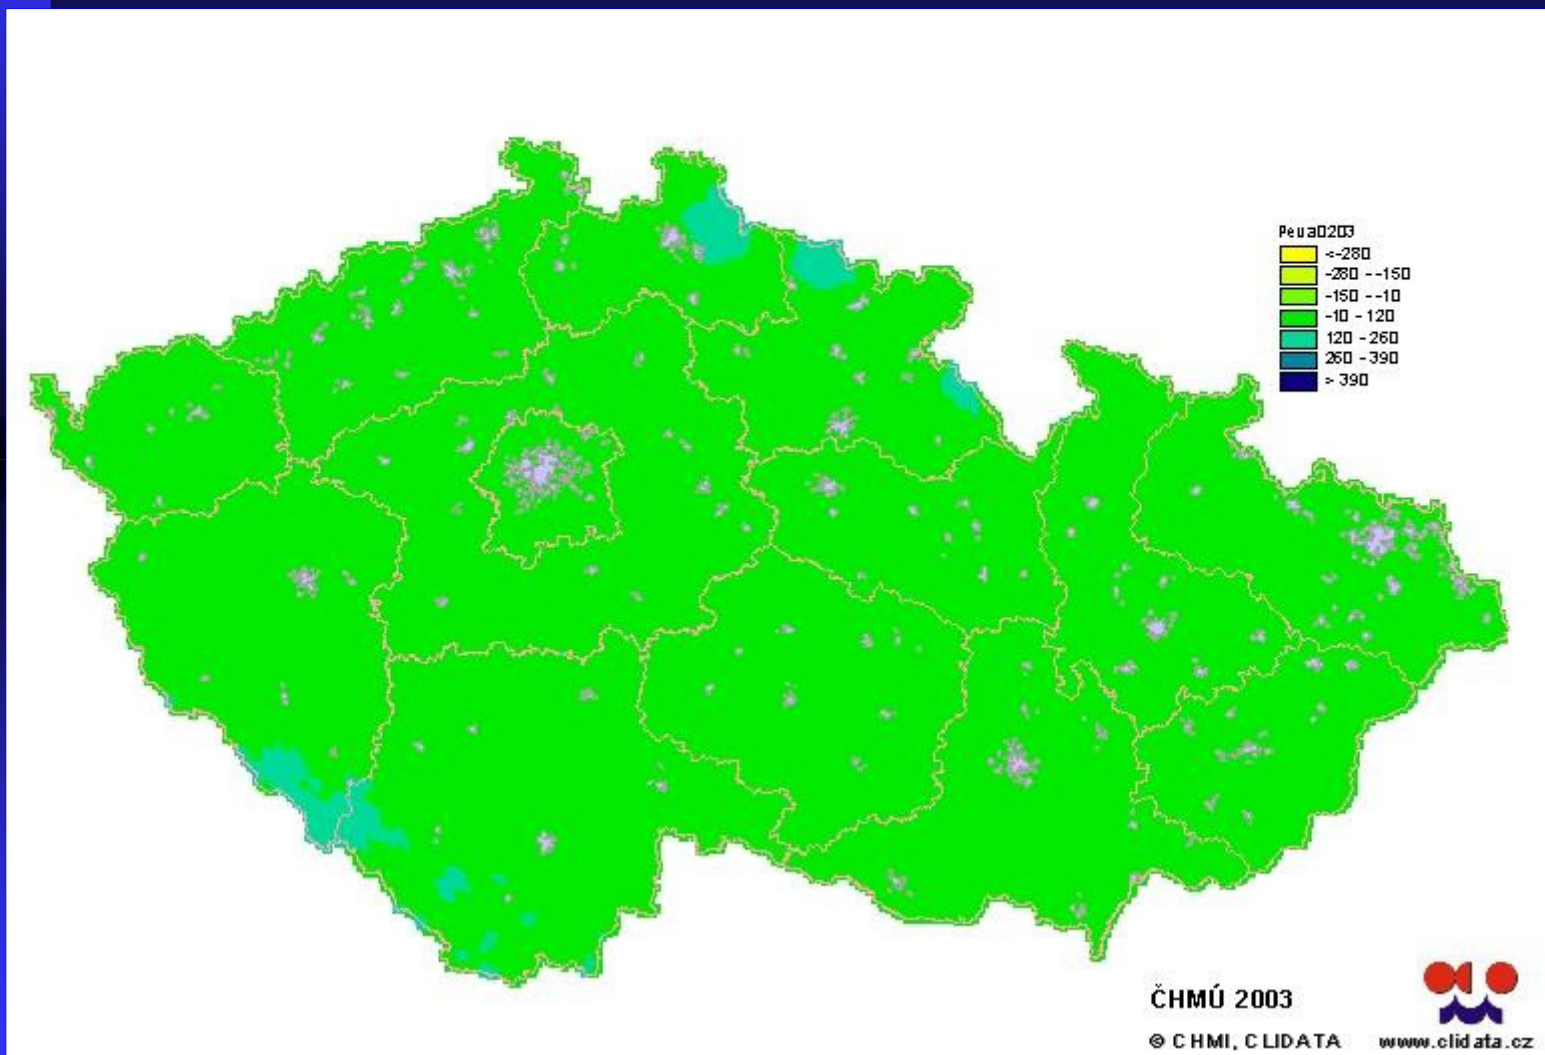 Peua0203
<-280
-280 --150
-150 --10
-10 - 120
120 - 260
260 - 390
> 390
ČHMÚ 2003
© CHMI, CLIDATA
www.clidata.cz